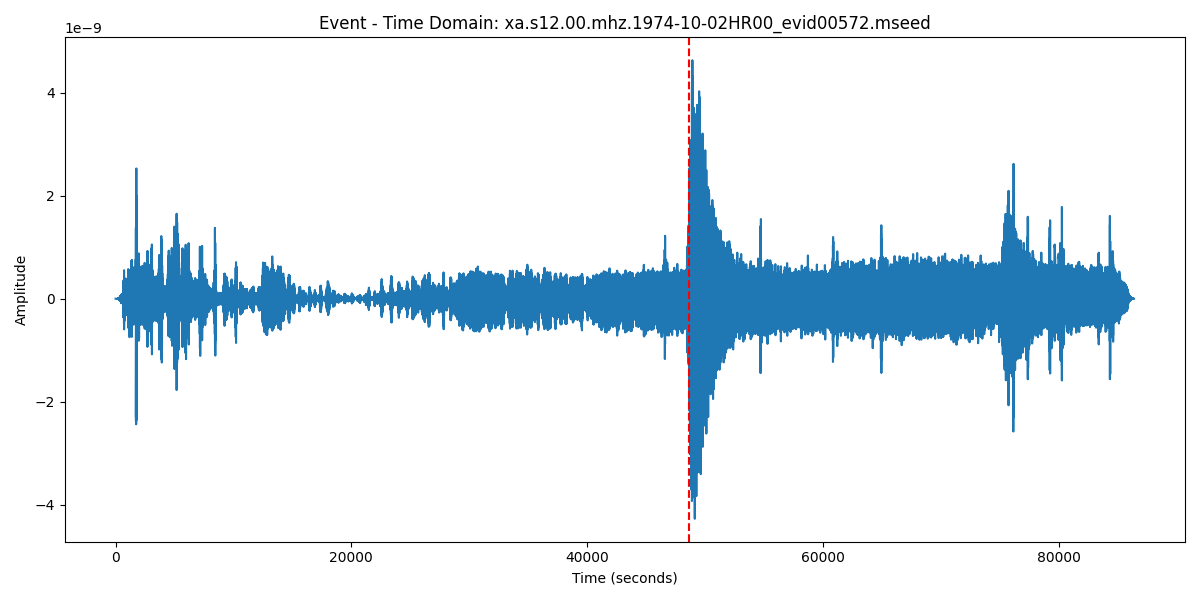 Event - Time Domain: xa.s12.00.mhz.1974-10-02HR00_evid00572.mseed
1e−9
4
2
0
−2
−4
Amplitude
0 20000 40000 60000 80000
Time (seconds)